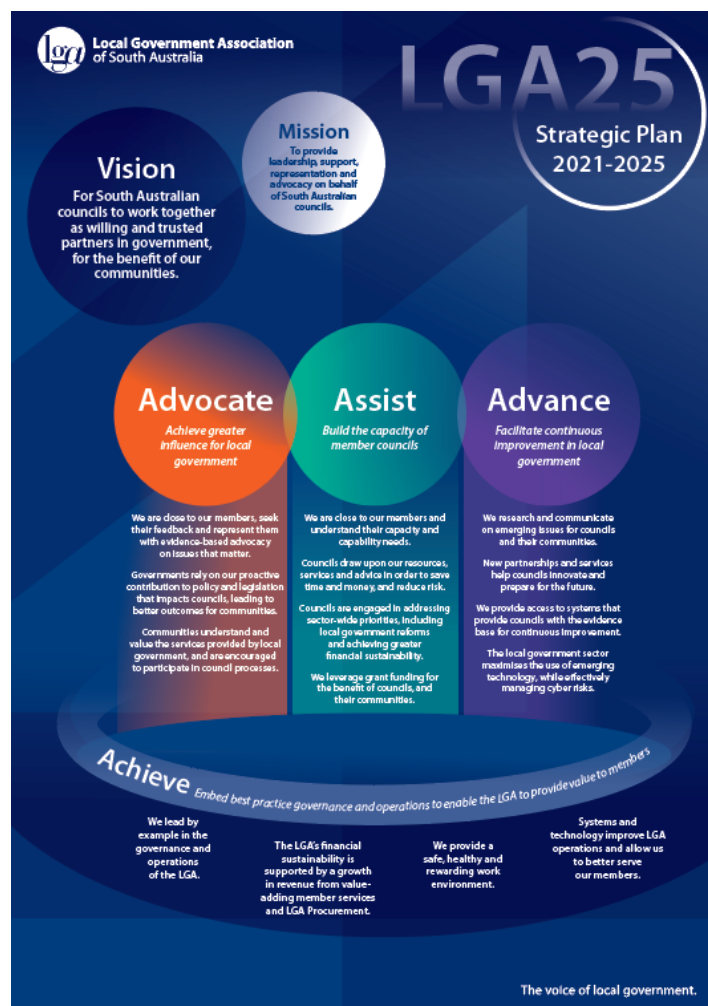 lga
Local Government Association
of South Australia
LGA25
Strategic Plan
2021-2025
Mission
To provide
leadership, support,
representation and
advocacy on behalf
of South Australian
councils.
Vision
For South Australian
councils to work together
as willing and trusted
partners in government,
for the benefit of our
communities.
Advocate
Achieve greater
influence for local
government
We are close to our members, seek
their feedback and represent them
with evidence-based advocacy
on issues that matter.
Governments rely on our proactive
contribution to policy and legislation
that impacts councils, leading to
better outcomes for communities.
Communities understand and
value the services provided by local
government, and are encouraged
to participate in council processes.
Assist
Build the capacity of
member councils
We are close to our members and
understand their capacity and
capability needs.
Councils draw upon our resources,
services and advice in order to save
time and money, and reduce risk.
Councils are engaged in addressing
sector-wide priorities, including
local government reforms
and achieving greater
financial sustainability.
We leverage grant funding for
the benefit of councils, and
their communities.
Advance
Facilitate continuous
improvement in local
government
We research and communicate
on emerging issues for councils
and their communities.
New partnerships and services
help councils innovate and
prepare for the future.
We provide access to systems that
provide councils with the evidence
base for continuous improvement.
The local government sector
maximises the use of emerging
technology, while effectively
managing cyber risks.
Achieve Embed best practice governance and operations to enable the LGA to provide value to members
We lead by
example in the
governance and
operations
of the LGA.
The LGA's financial
sustainability is
supported by a growth
in revenue from value-
adding member services
and LGA Procurement.
We provide a
safe, healthy and
rewarding work
environment.
Systems and
technology improve LGA
operations and allow us
to better serve
our members.
The voice of local government.